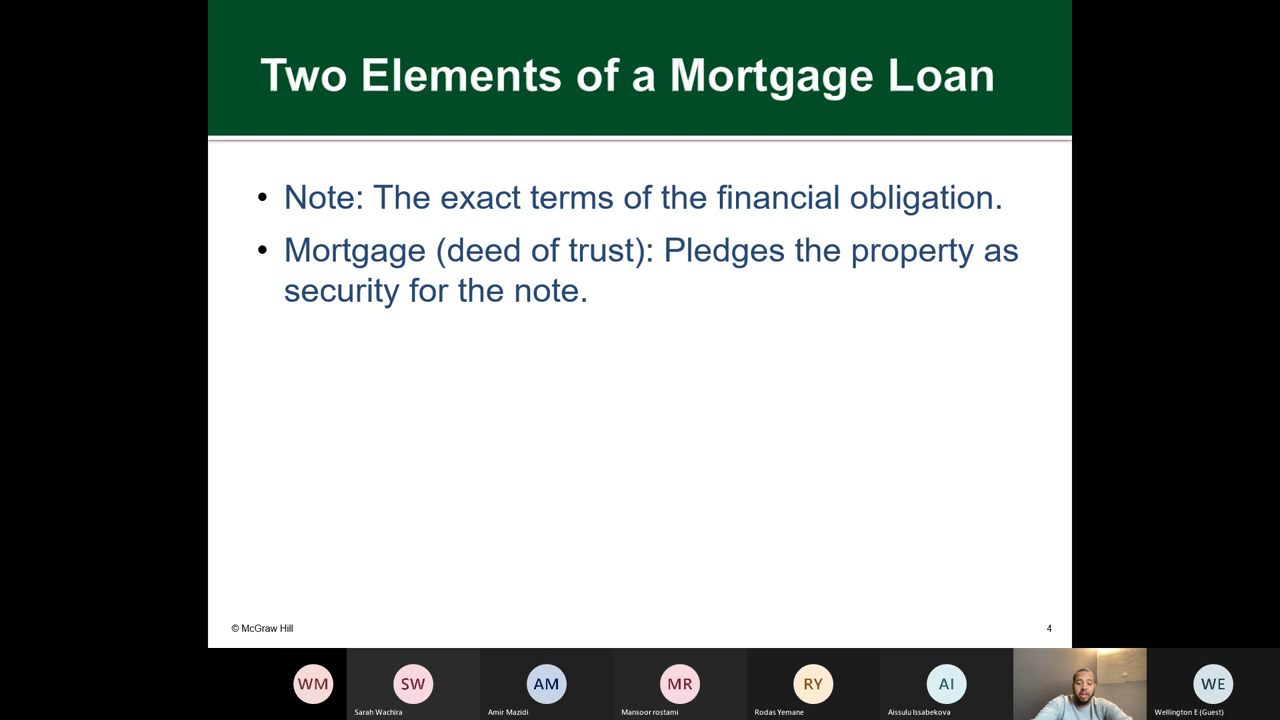 Two Elements of a Mortgage Loan
• Note: The exact terms of the financial obligation.
• Mortgage (deed of trust): Pledges the property as
security for the note.
© McGraw Hill
4
WM
SW
AM
MR
RY
AI
WE
Sarah Wachira
Amir Mazidi
Mansoor rostami
Rodas Yemane
Aissulu Issabekova
Wellington E (Guest)